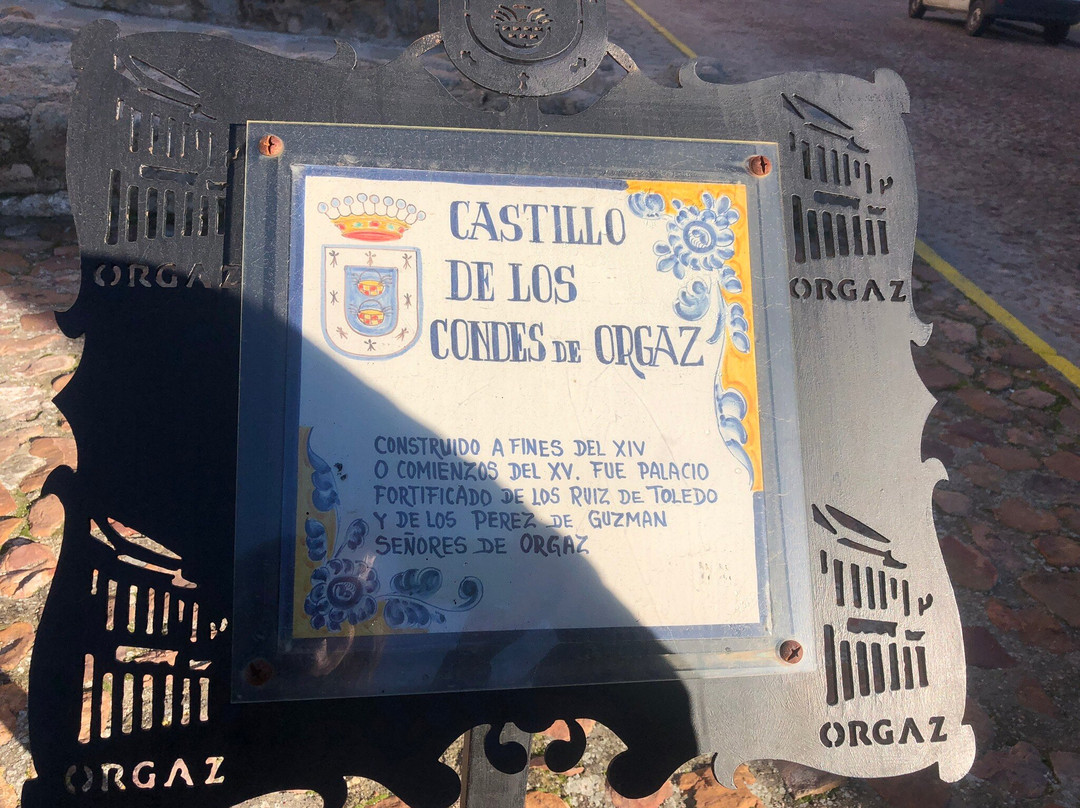 CASTILLO
DE LOS
CONDES DE ORGAZ
CONSTRUIDO A FINES DEL XIV
O COMIENZOS DEL XV. FUE PALACIO
FORTIFICADO DE LOS RUIZ DE TOLEDO
Y DE LOS PEREZ DE GUZMAN
SEÑORES DE ORGAZ
ORGAZ
ORGAZ
ORGAZ
ORGAZ